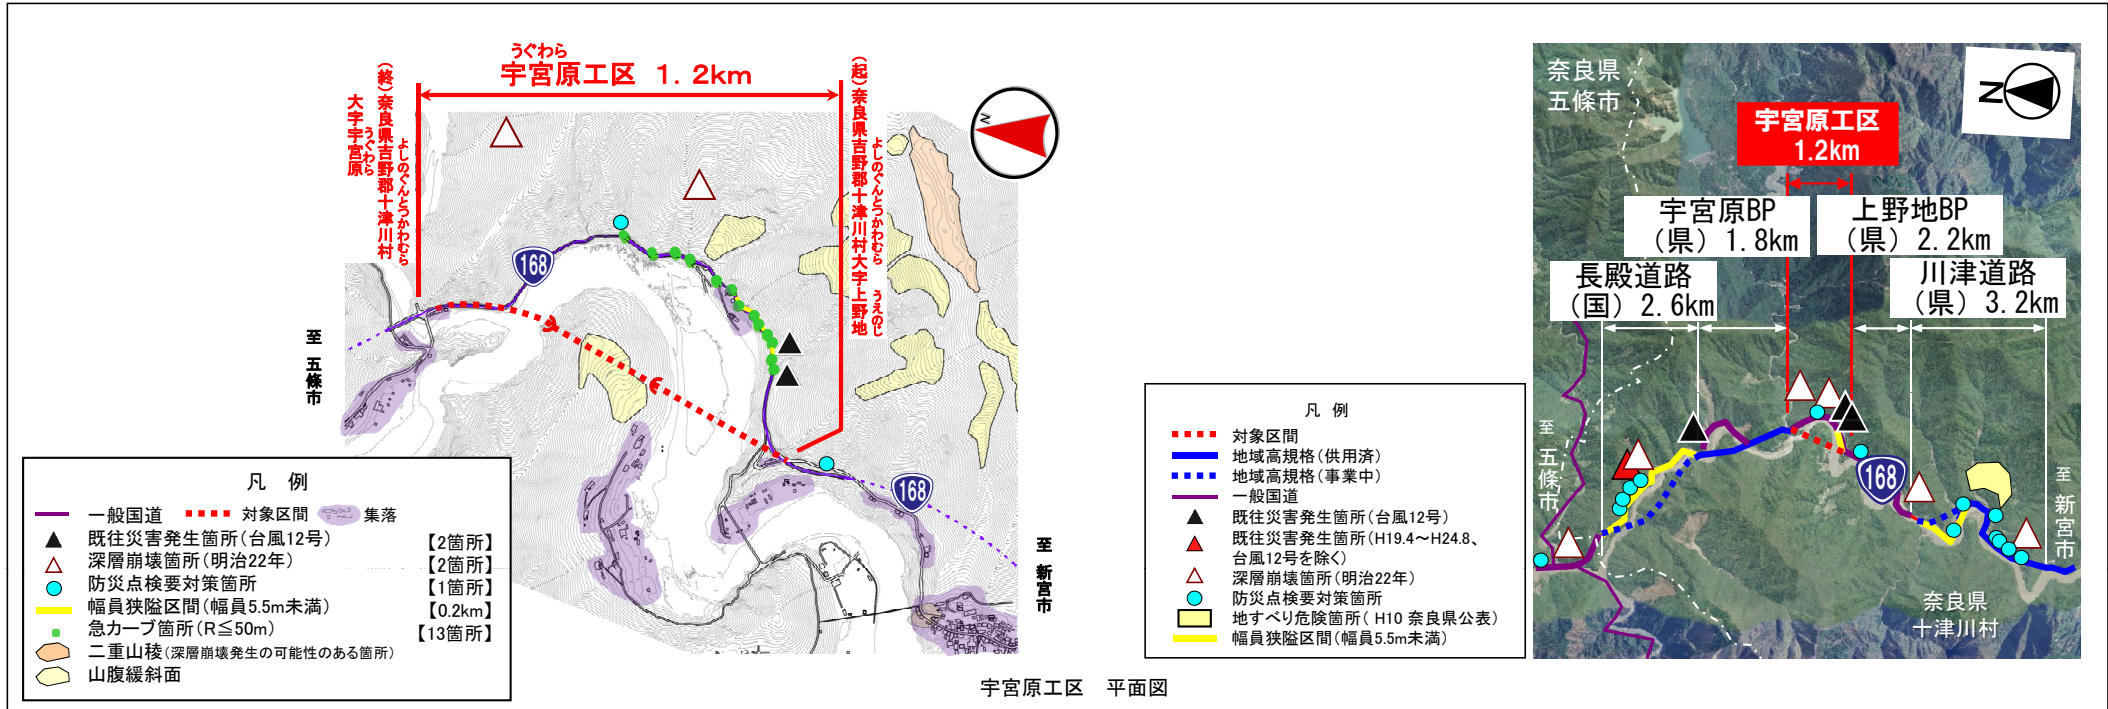 うぐわら
宇宮原工区 1.2km
(終)奈良県吉野郡十津川村
よしのぐんとつかわむら
大字宇宮原
うぐわら
(起)奈良県吉野郡十津川村大字上野地
よしのぐんとつかわむら うえのじ
N
168
至 五條市
168
至 新宮市
凡 例
一般国道 対象区間 集落
既往災害発生箇所(台風12号) 【2箇所】
深層崩壊箇所(明治22年) 【2箇所】
防災点検要対策箇所 【1箇所】
幅員狭隘区間(幅員5.5m未満) 【0.2km】
急カーブ箇所(R≦50m) 【13箇所】
二重山稜(深層崩壊発生の可能性のある箇所)
山腹緩斜面
宇宮原工区 平面図
凡 例
対象区間
地域高規格(供用済)
地域高規格(事業中)
一般国道
既往災害発生箇所(台風12号)
既往災害発生箇所(H19.4～H24.8、
台風12号を除く)
深層崩壊箇所(明治22年)
防災点検要対策箇所
地すべり危険箇所( H10 奈良県公表)
幅員狭隘区間(幅員5.5m未満)
奈良県
五條市
N
宇宮原工区
1.2km
宇宮原BP
(県)1.8km
上野地BP
(県)2.2km
長殿道路
(国)2.6km
川津道路
(県)3.2km
至 五條市
168
至 新宮市
奈良県
十津川村